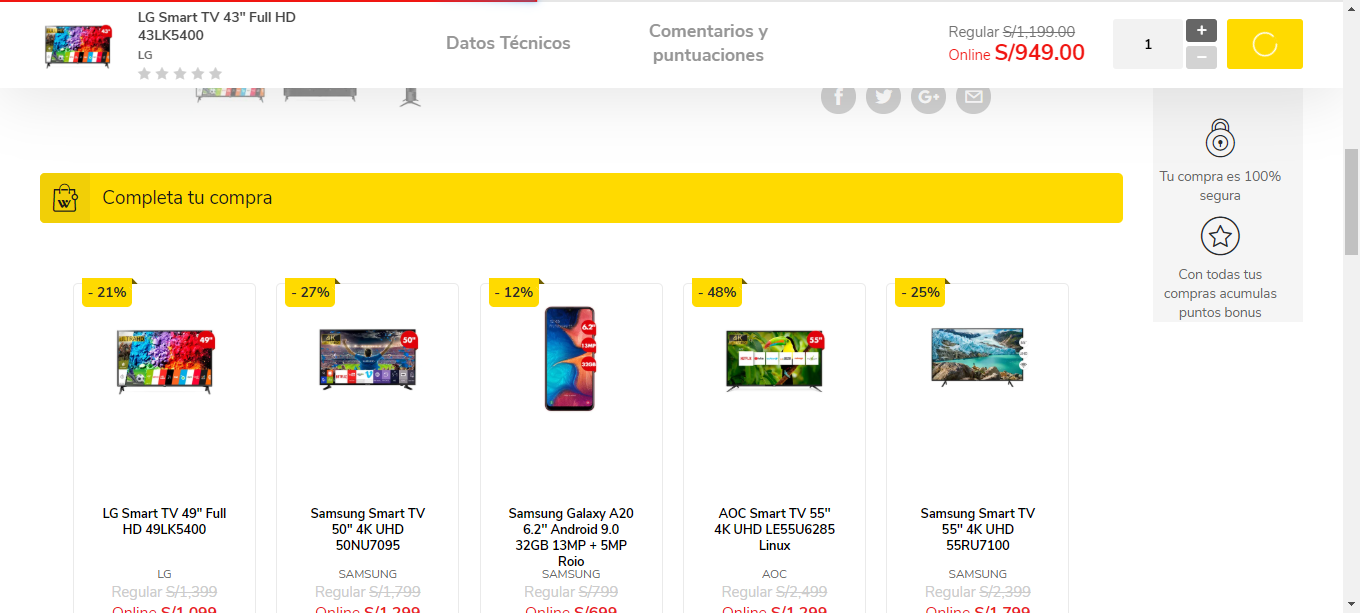 LG Smart TV 43" Full HD
43LK5400
LG
Datos Técnicos
Comentarios y
puntuaciones
Regular S/1,199.00
Online S/949.00
1
+
−
Tu compra es 100%
segura
Con todas tus
compras acumulas
puntos bonus
Completa tu compra
- 21%
- 27%
- 12%
- 48%
- 25%
49"
50"
6.2"
13MP
32GB
55"
LG Smart TV 49" Full
HD 49LK5400
LG
Regular S/1,399
Online S/1,099
Samsung Smart TV
50" 4K UHD
50NU7095
SAMSUNG
Regular S/1,799
Online S/1,299
Samsung Galaxy A20
6.2" Android 9.0
32GB 13MP + 5MP
Rojo
SAMSUNG
Regular S/799
Online S/699
AOC Smart TV 55"
4K UHD LE55U6285
Linux
AOC
Regular S/2,499
Online S/1,299
Samsung Smart TV
55" 4K UHD
55RU7100
SAMSUNG
Regular S/2,399
Online S/1,799